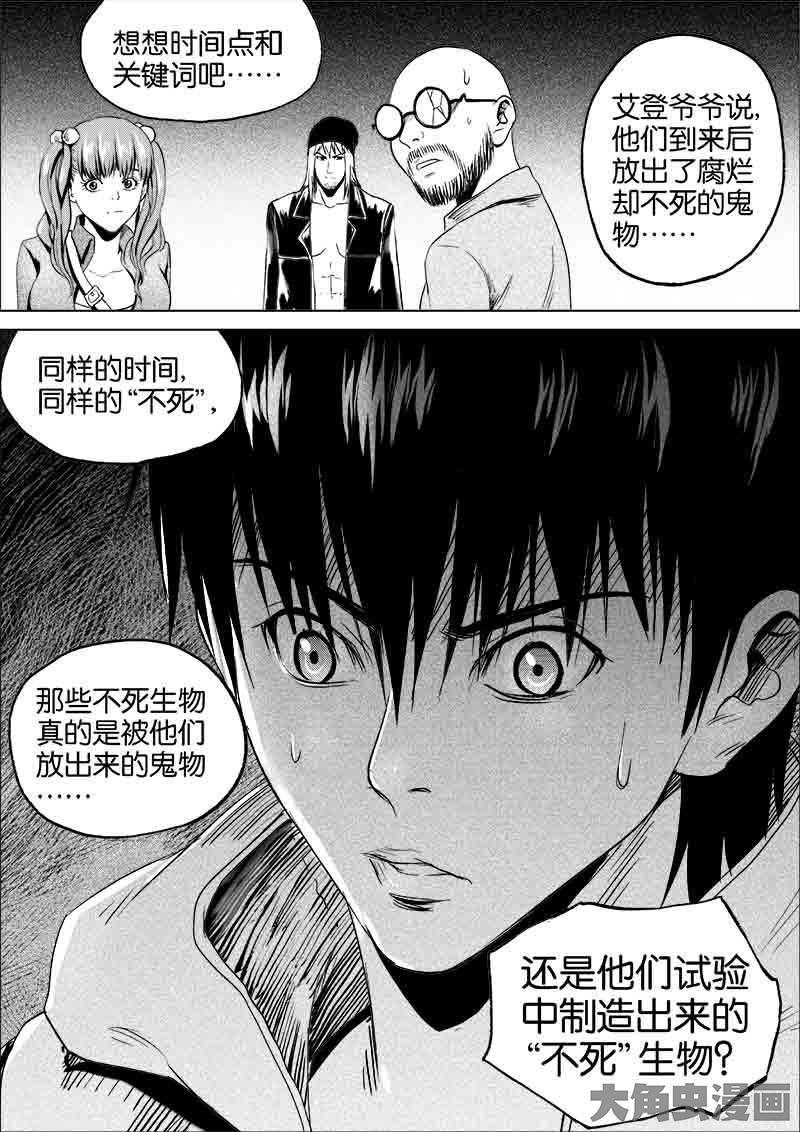 想想时间点和
关键词吧……
艾登爷爷说，
他们到来后
放出了腐烂
却不死的鬼
物……
同样的时间，
同样的“不死”，
那些不死生物
真的是被他们
放出来的鬼物
……
还是他们试验
中制造出来的
“不死”生物？
大角虫漫画